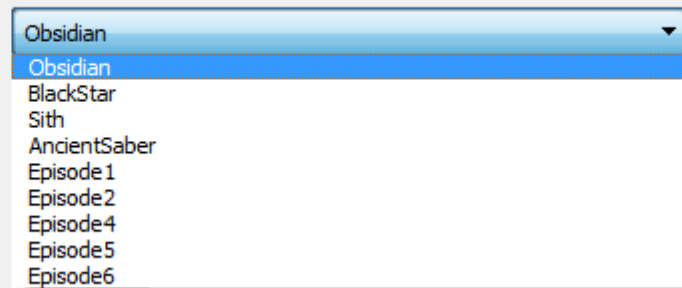 Obsidian
Obsidian
BlackStar
Sith
AncientSaber
Episode1
Episode2
Episode4
Episode5
Episode6